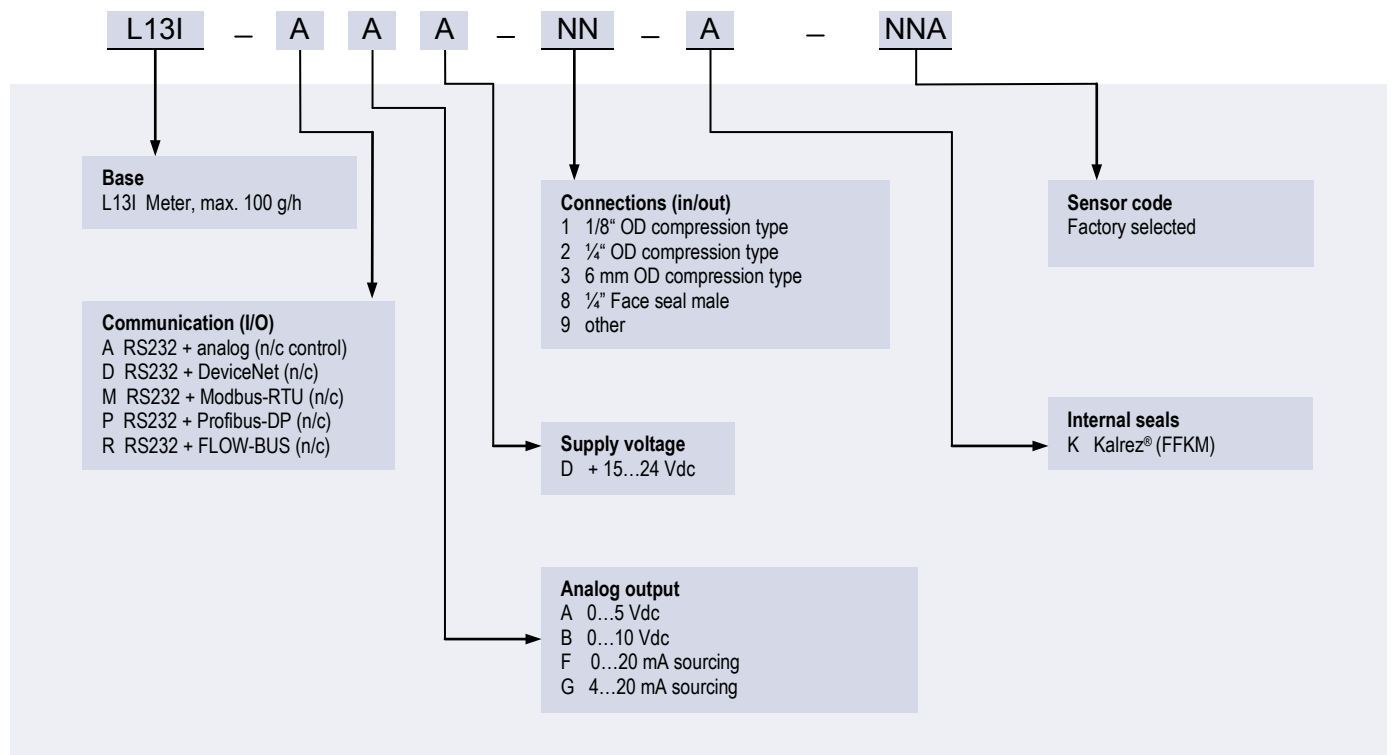 L13I – A A A – NN – A – NNA
Base
L13I Meter, max. 100 g/h
Communication (I/O)
A RS232 + analog (n/c control)
D RS232 + DeviceNet (n/c)
M RS232 + Modbus-RTU (n/c)
P RS232 + Profibus-DP (n/c)
R RS232 + FLOW-BUS (n/c)
Connections (in/out)
1 1/8“ OD compression type
2 ¼“ OD compression type
3 6 mm OD compression type
8 ¼” Face seal male
9 other
Supply voltage
D + 15…24 Vdc
Analog output
A 0…5 Vdc
B 0…10 Vdc
F 0…20 mA sourcing
G 4…20 mA sourcing
Sensor code
Factory selected
Internal seals
K Kalrez® (FFKM)